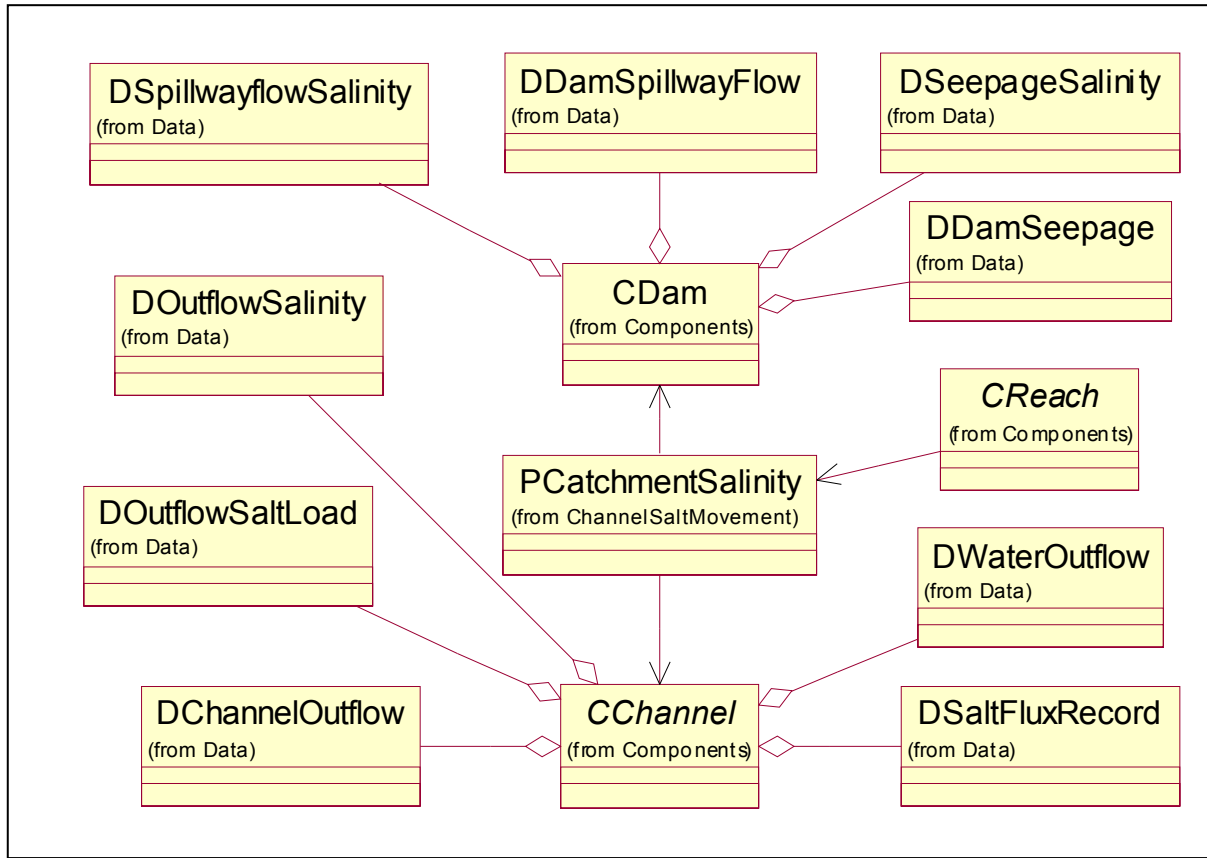 DSpillwayflowSalinity
(from Data)
DDamSpillwayFlow
(from Data)
DSeepageSalinity
(from Data)
DDamSeepage
(from Data)
DOutflowSalinity
(from Data)
CDam
(from Components)
CReach
(from Components)
PCatchmentSalinity
(from ChannelSaltMovement)
DOutflowSaltLoad
(from Data)
DWaterOutflow
(from Data)
DChannelOutflow
(from Data)
CChannel
(from Components)
DSaltFluxRecord
(from Data)